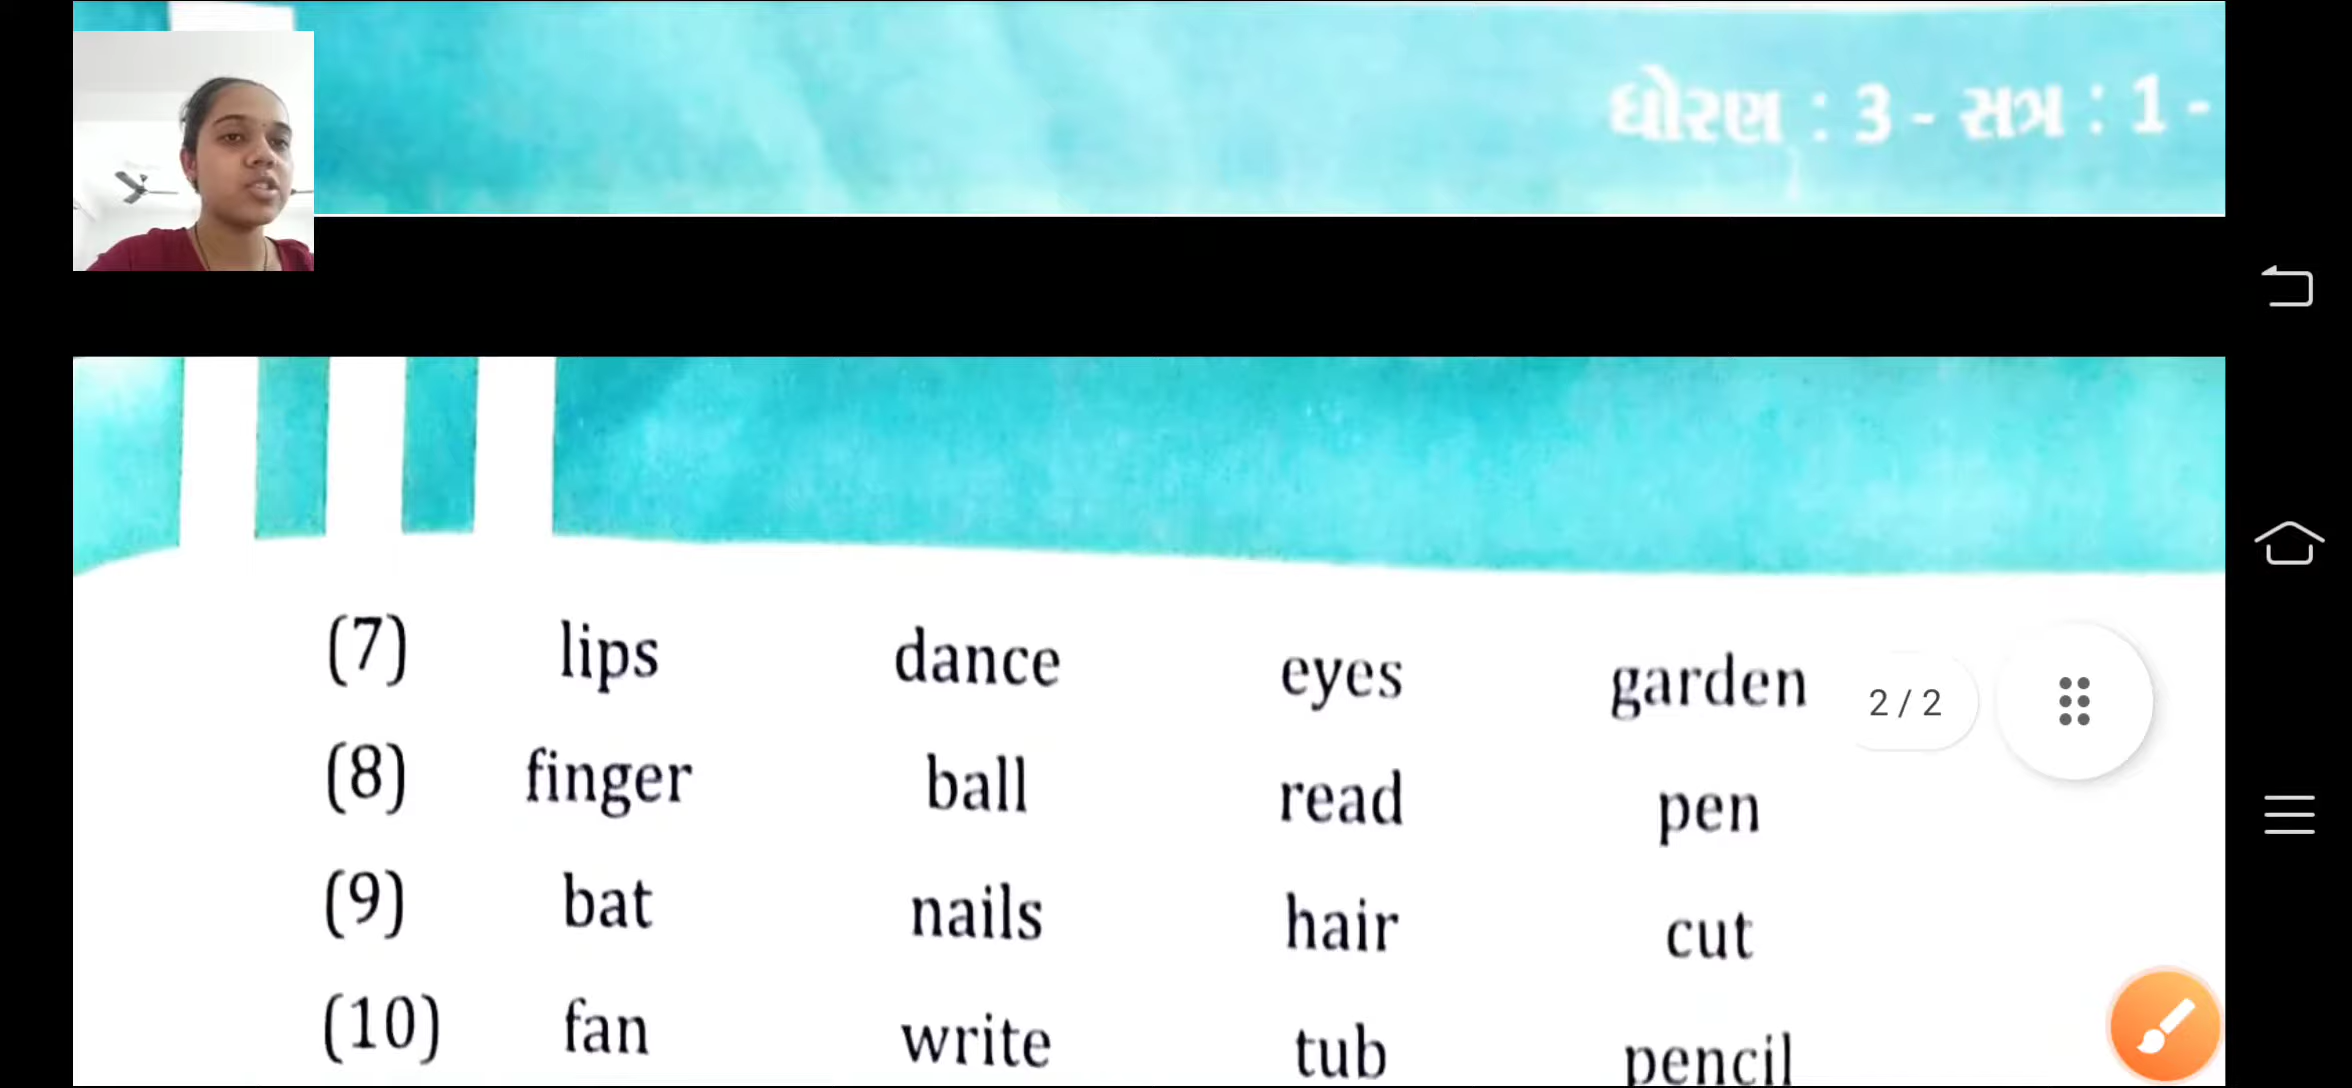 ધોરણ : 3 - સત્ર : 1 -
(7) lips dance eyes garden
2 / 2
(8) finger ball read pen
(9) bat nails hair cut
(10) fan write tub pencil